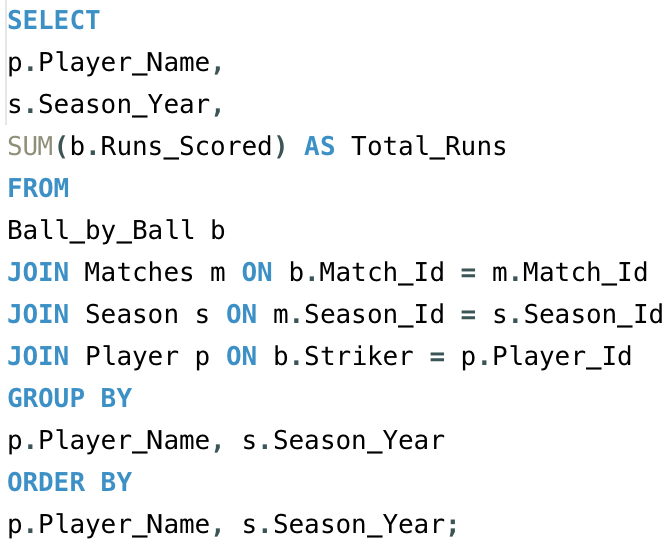 SELECT
p.Player_Name,
s.Season_Year,
SUM(b.Runs_Scored) AS Total_Runs
FROM
Ball_by_Ball b
JOIN Matches m ON b.Match_Id = m.Match_Id
JOIN Season s ON m.Season_Id = s.Season_Id
JOIN Player p ON b.Striker = p.Player_Id
GROUP BY
p.Player_Name, s.Season_Year
ORDER BY
p.Player_Name, s.Season_Year;